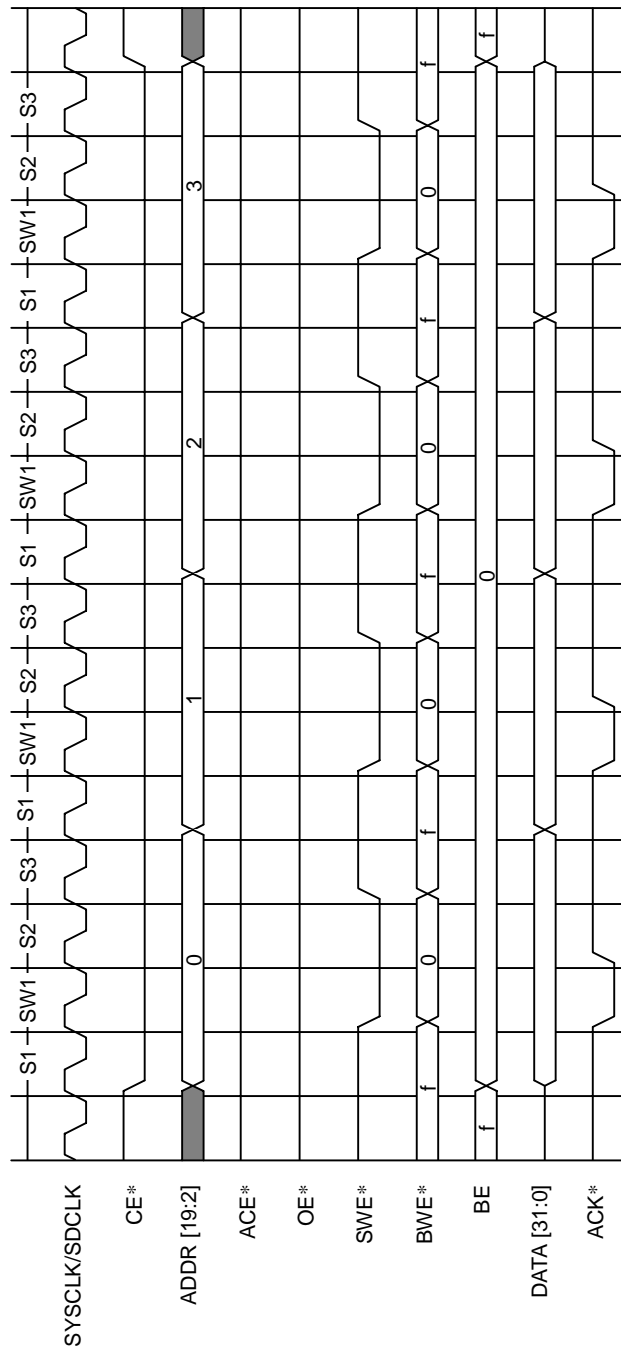 S1 SW1 S2 S3 S1 SW1 S2 S3 S1 SW1 S2 S3 S1 SW1 S2 S3
SYSCLK/SDCLK
CE*
ADDR [19:2] 0 1 2 3
ACE*
OE*
SWE*
BWE* f 0 f 0 f 0 f 0 f
BE f 0 f
DATA [31:0]
ACK*